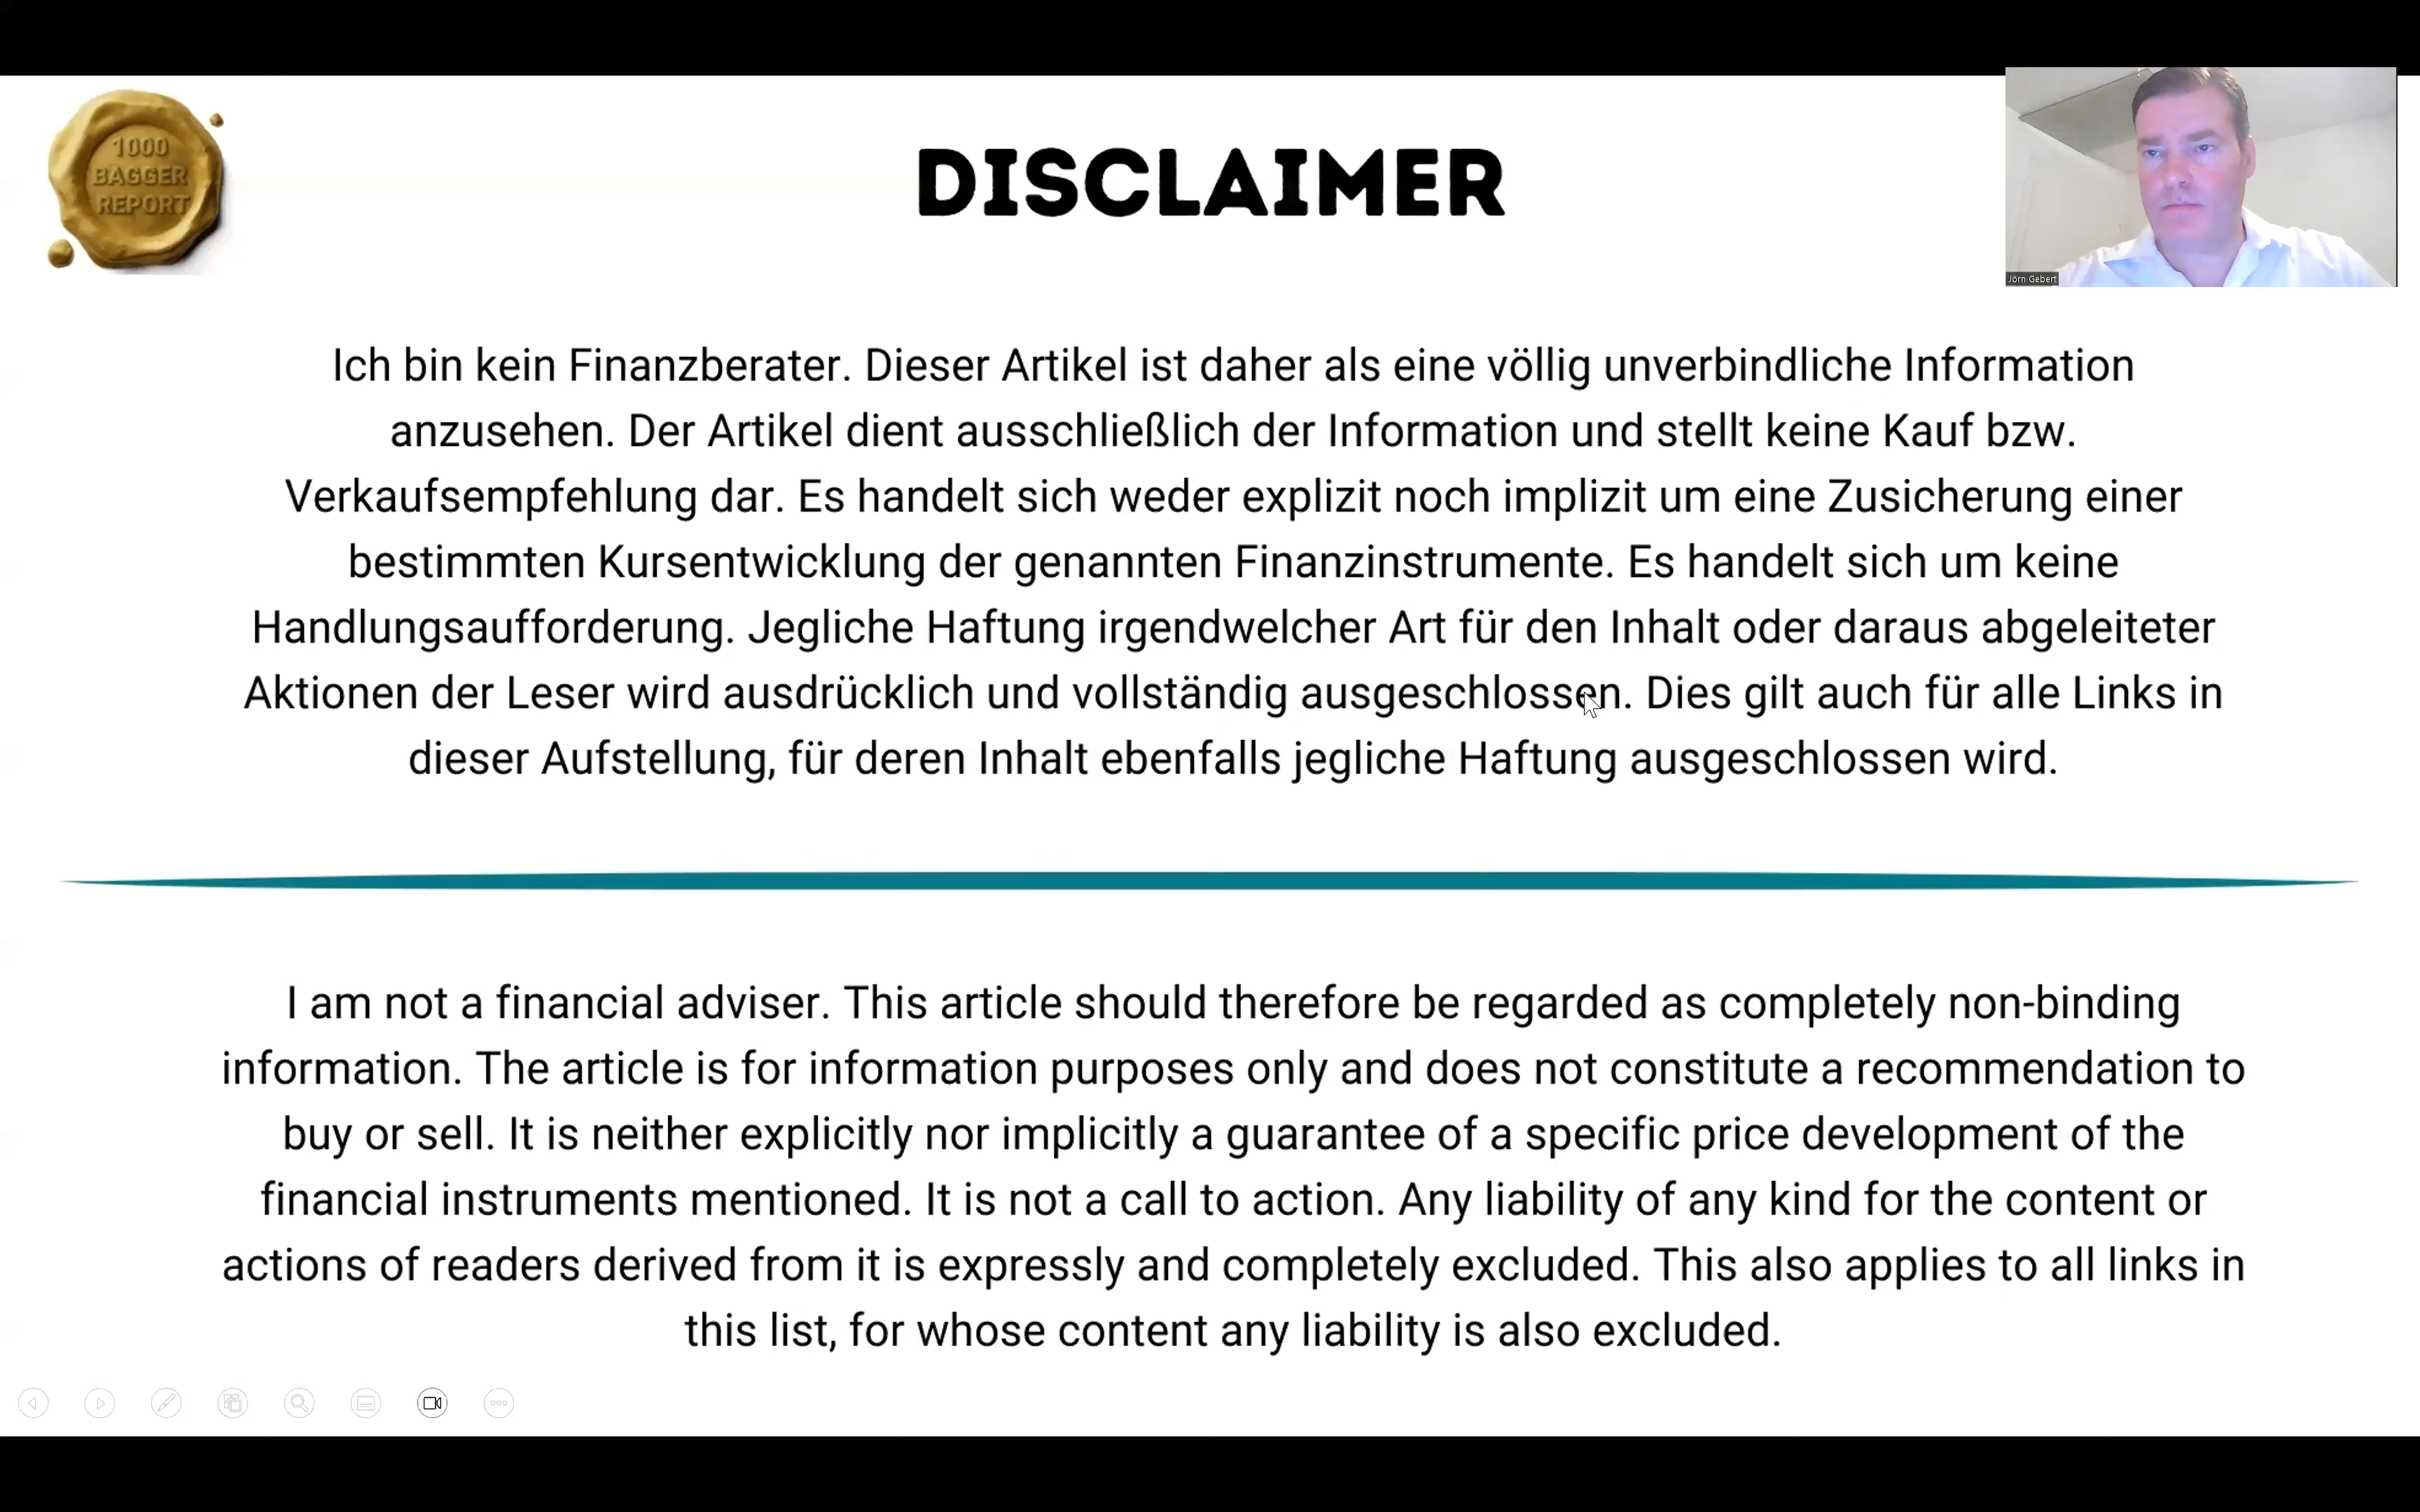 1000
BAGGER
REPORT
DISCLAIMER
Jörn Gebert
Ich bin kein Finanzberater. Dieser Artikel ist daher als eine völlig unverbindliche Information
anzusehen. Der Artikel dient ausschließlich der Information und stellt keine Kauf bzw.
Verkaufsempfehlung dar. Es handelt sich weder explizit noch implizit um eine Zusicherung einer
bestimmten Kursentwicklung der genannten Finanzinstrumente. Es handelt sich um keine
Handlungsaufforderung. Jegliche Haftung irgendwelcher Art für den Inhalt oder daraus abgeleiteter
Aktionen der Leser wird ausdrücklich und vollständig ausgeschlossen. Dies gilt auch für alle Links in
dieser Aufstellung, für deren Inhalt ebenfalls jegliche Haftung ausgeschlossen wird.
I am not a financial adviser. This article should therefore be regarded as completely non-binding
information. The article is for information purposes only and does not constitute a recommendation to
buy or sell. It is neither explicitly nor implicitly a guarantee of a specific price development of the
financial instruments mentioned. It is not a call to action. Any liability of any kind for the content or
actions of readers derived from it is expressly and completely excluded. This also applies to all links in
this list, for whose content any liability is also excluded.